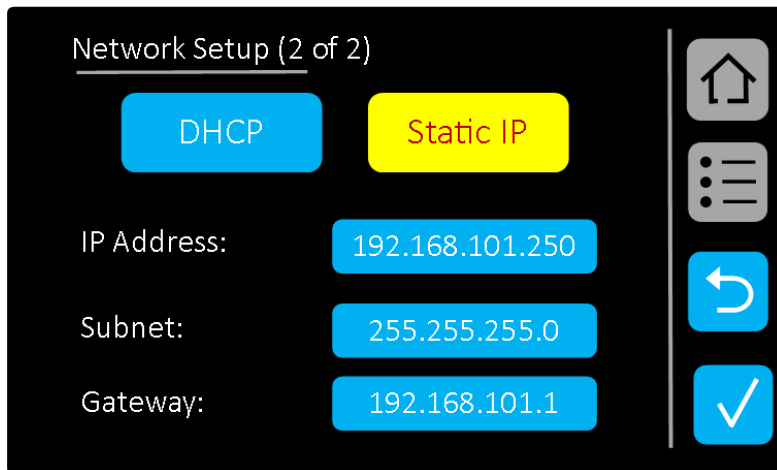 Network Setup (2 of 2)
DHCP Static IP
IP Address: 192.168.101.250
Subnet: 255.255.255.0
Gateway: 192.168.101.1